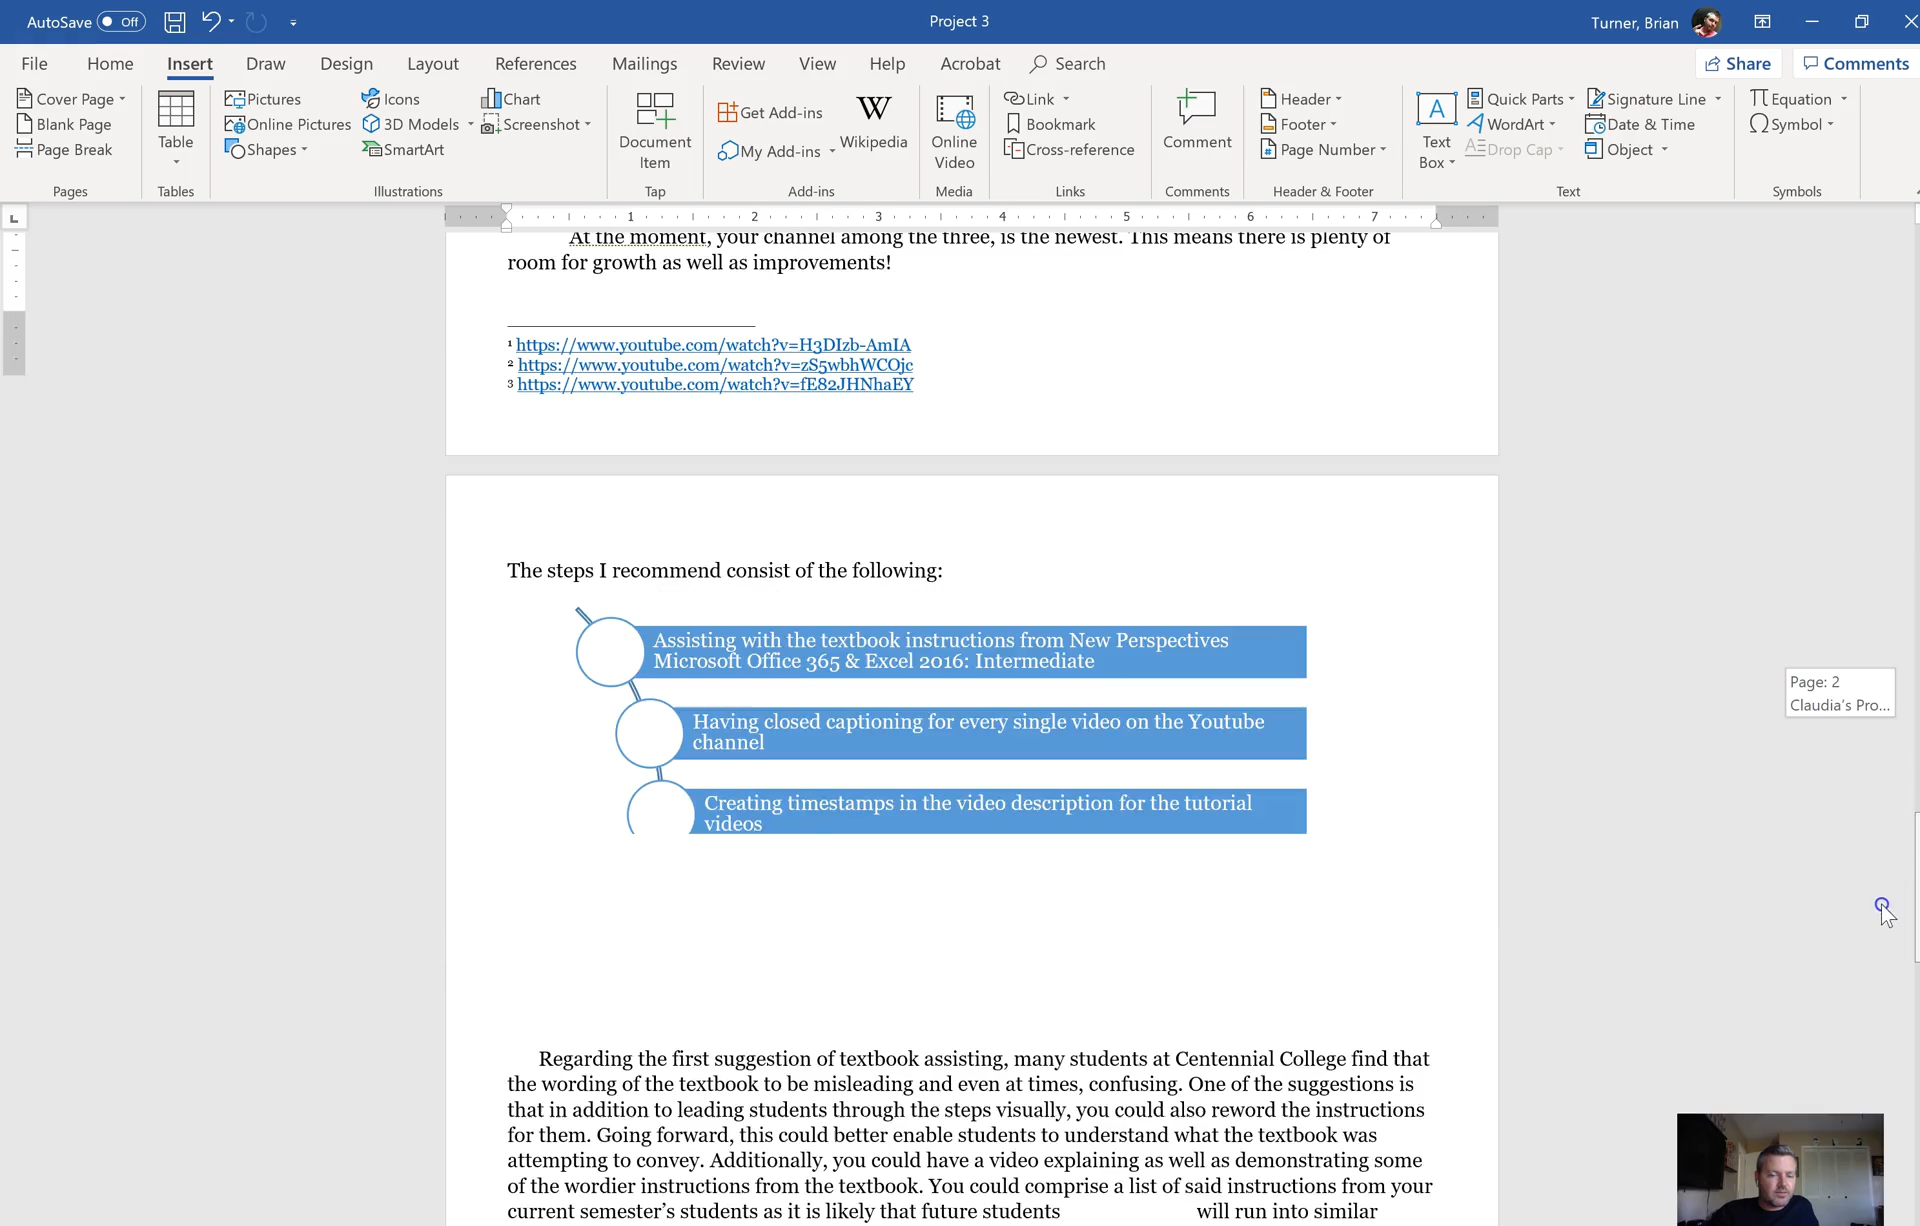 AutoSave Off
Project 3
Turner, Brian
File Home Insert Draw Design Layout References Mailings Review View Help Acrobat Search
Share Comments
Cover Page
Blank Page
Page Break
Pages
Table
Tables
Pictures
Online Pictures
Shapes
Icons
3D Models
SmartArt
Chart
Screenshot
Illustrations
Document
Item
Tap
Get Add-ins
My Add-ins
Wikipedia
Add-ins
Online
Video
Media
Link
Bookmark
Cross-reference
Links
Comment
Comments
Header
Footer
Page Number
Header & Footer
A
Text
Box
Quick Parts
WordArt
Drop Cap
Signature Line
Date & Time
Object
Text
Equation
Symbol
Symbols
L
1 2 3 4 5 6 7
At the moment, your channel among the three, is the newest. This means there is plenty of
room for growth as well as improvements!
1 https://www.youtube.com/watch?v=H3DIzb-AmIA
2 https://www.youtube.com/watch?v=zS5wbhWCOjc
3 https://www.youtube.com/watch?v=fE82JHNhaEY
The steps I recommend consist of the following:
Assisting with the textbook instructions from New Perspectives
Microsoft Office 365 & Excel 2016: Intermediate
Having closed captioning for every single video on the Youtube
channel
Creating timestamps in the video description for the tutorial
videos
Page: 2
Claudia's Pro...
Regarding the first suggestion of textbook assisting, many students at Centennial College find that
the wording of the textbook to be misleading and even at times, confusing. One of the suggestions is
that in addition to leading students through the steps visually, you could also reword the instructions
for them. Going forward, this could better enable students to understand what the textbook was
attempting to convey. Additionally, you could have a video explaining as well as demonstrating some
of the wordier instructions from the textbook. You could comprise a list of said instructions from your
current semester's students as it is likely that future students will run into similar